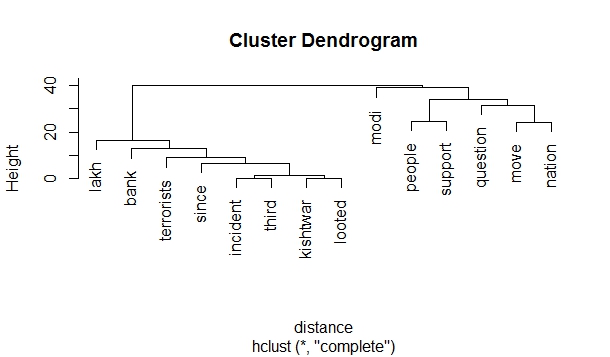 Cluster Dendrogram
Height
40
20
0
lakh
bank
terrorists
since
incident
third
kishtwar
looted
modi
people
support
question
move
nation
distance
hclust (*, "complete")